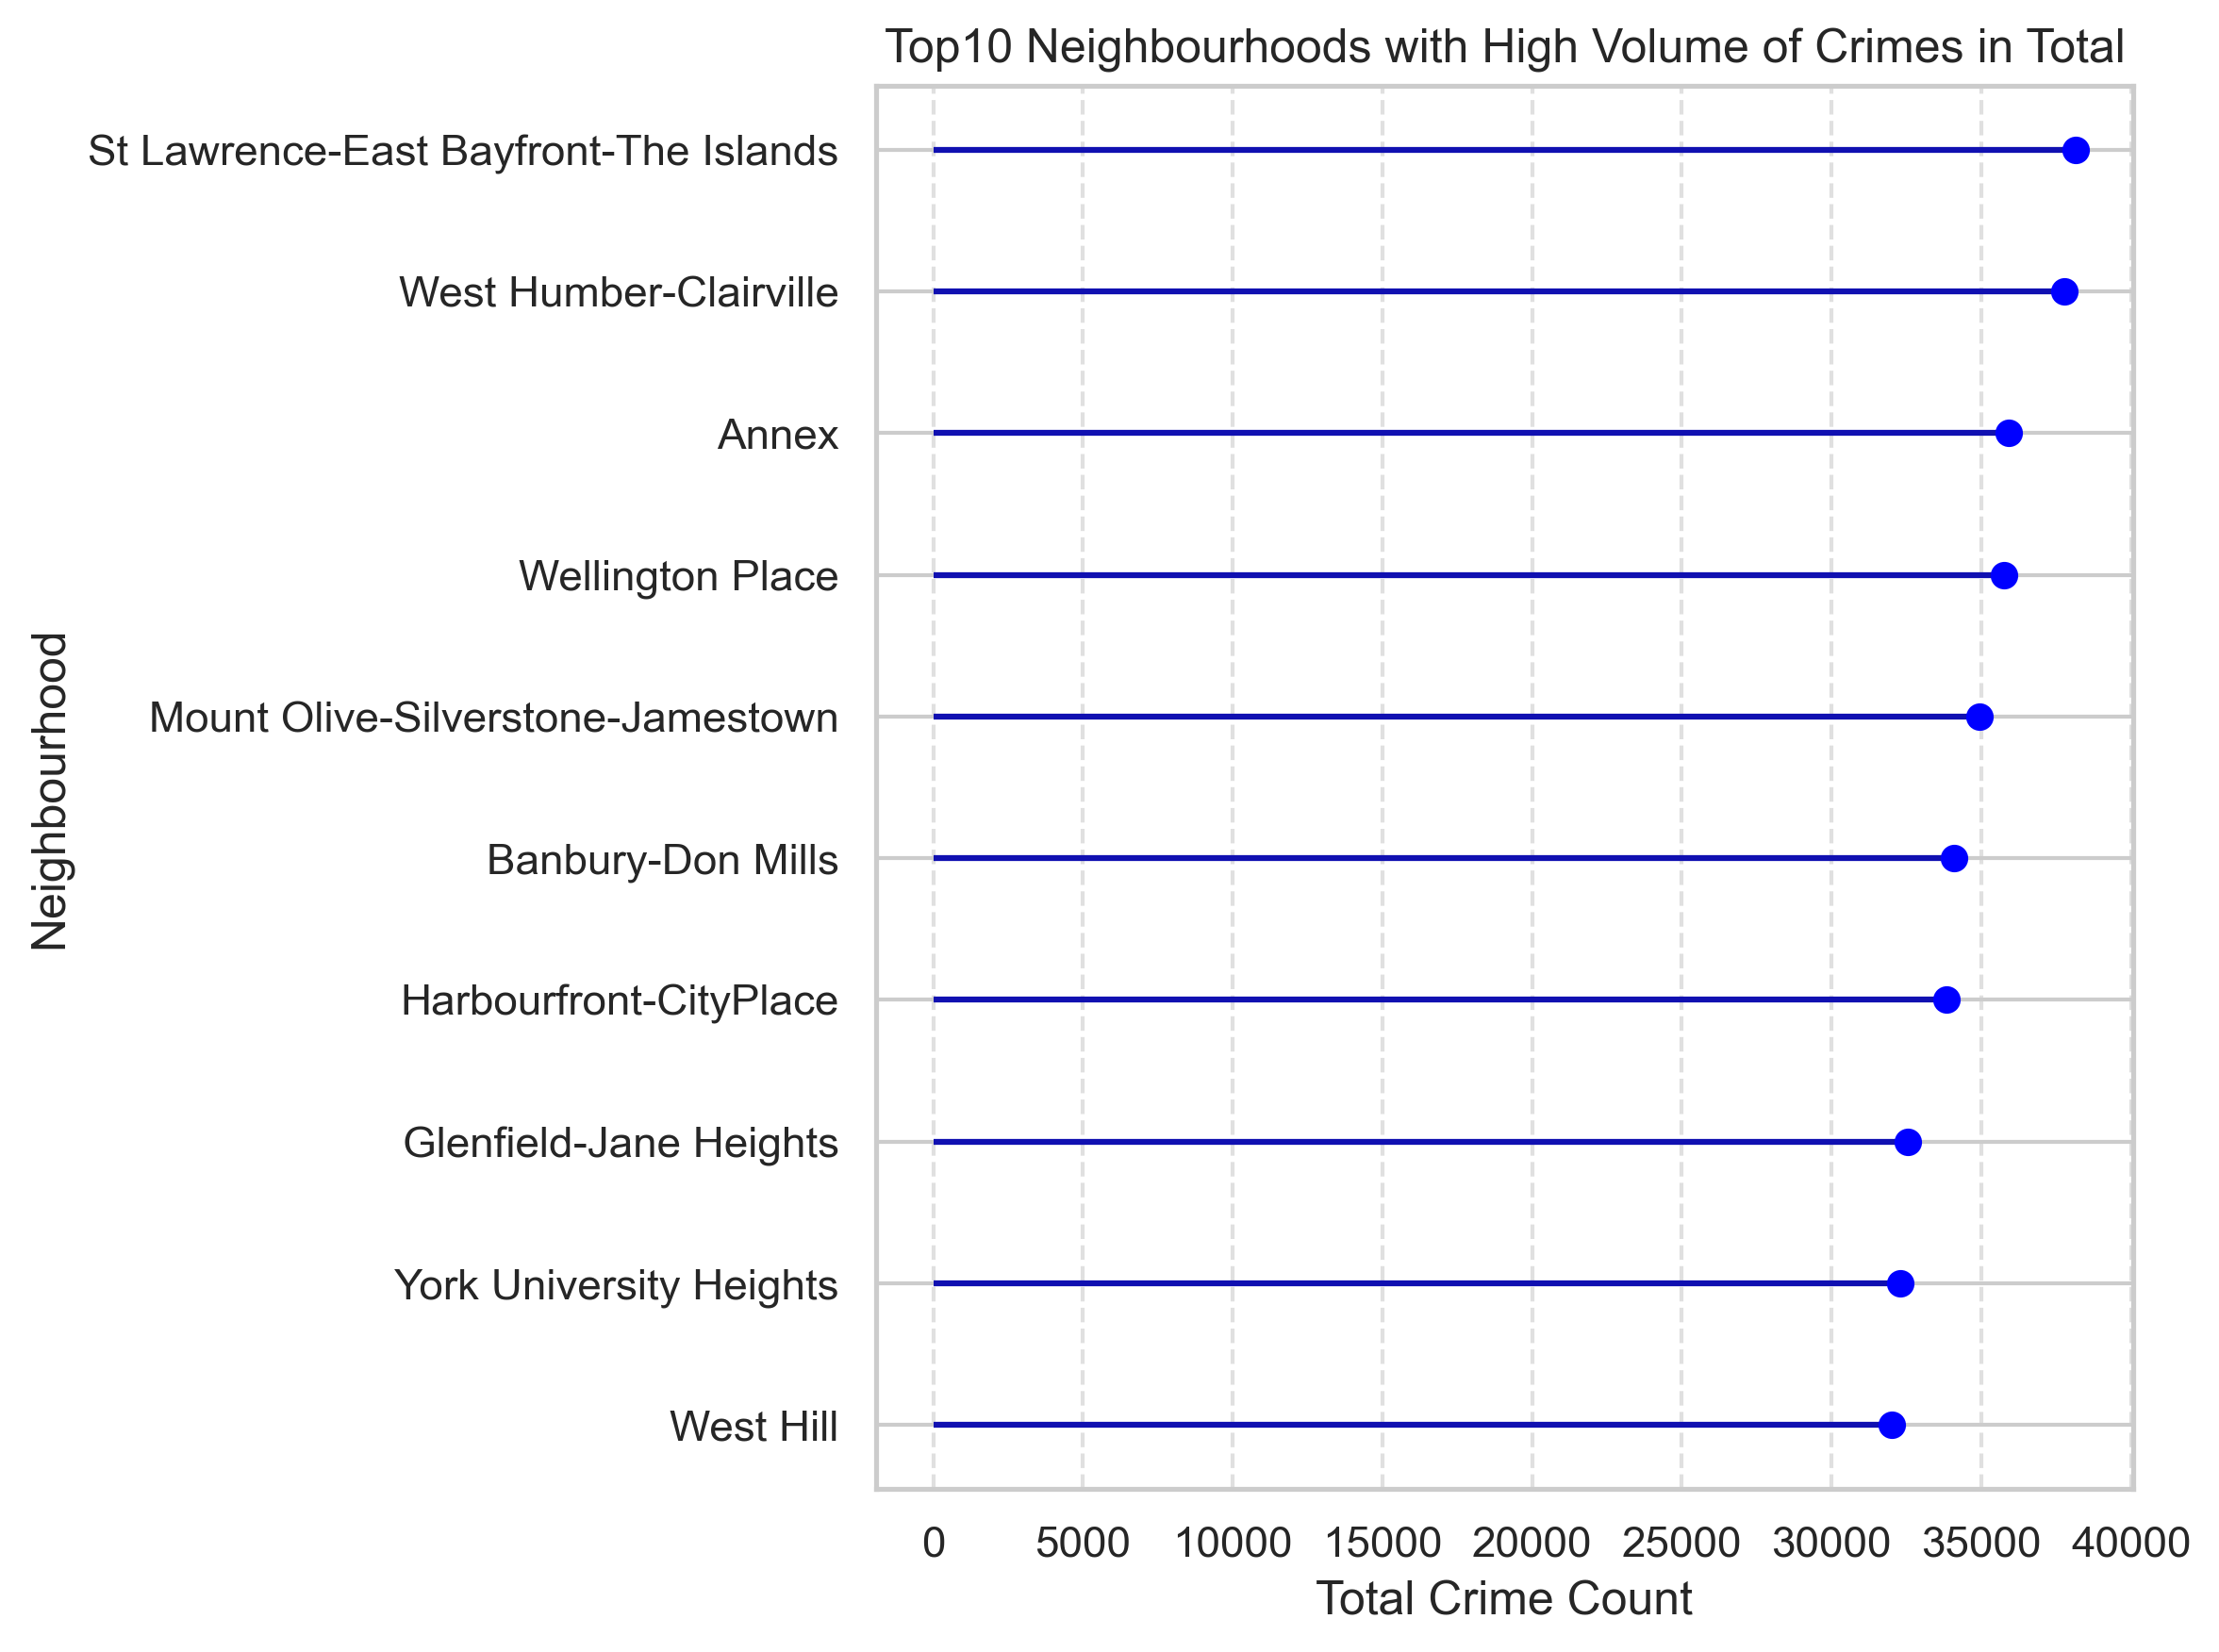 Top10 Neighbourhoods with High Volume of Crimes in Total
St Lawrence-East Bayfront-The Islands
West Humber-Clairville
Annex
Wellington Place
Mount Olive-Silverstone-Jamestown
Banbury-Don Mills
Harbourfront-CityPlace
Glenfield-Jane Heights
York University Heights
West Hill
Neighbourhood
0 5000 10000 15000 20000 25000 30000 35000 40000
Total Crime Count